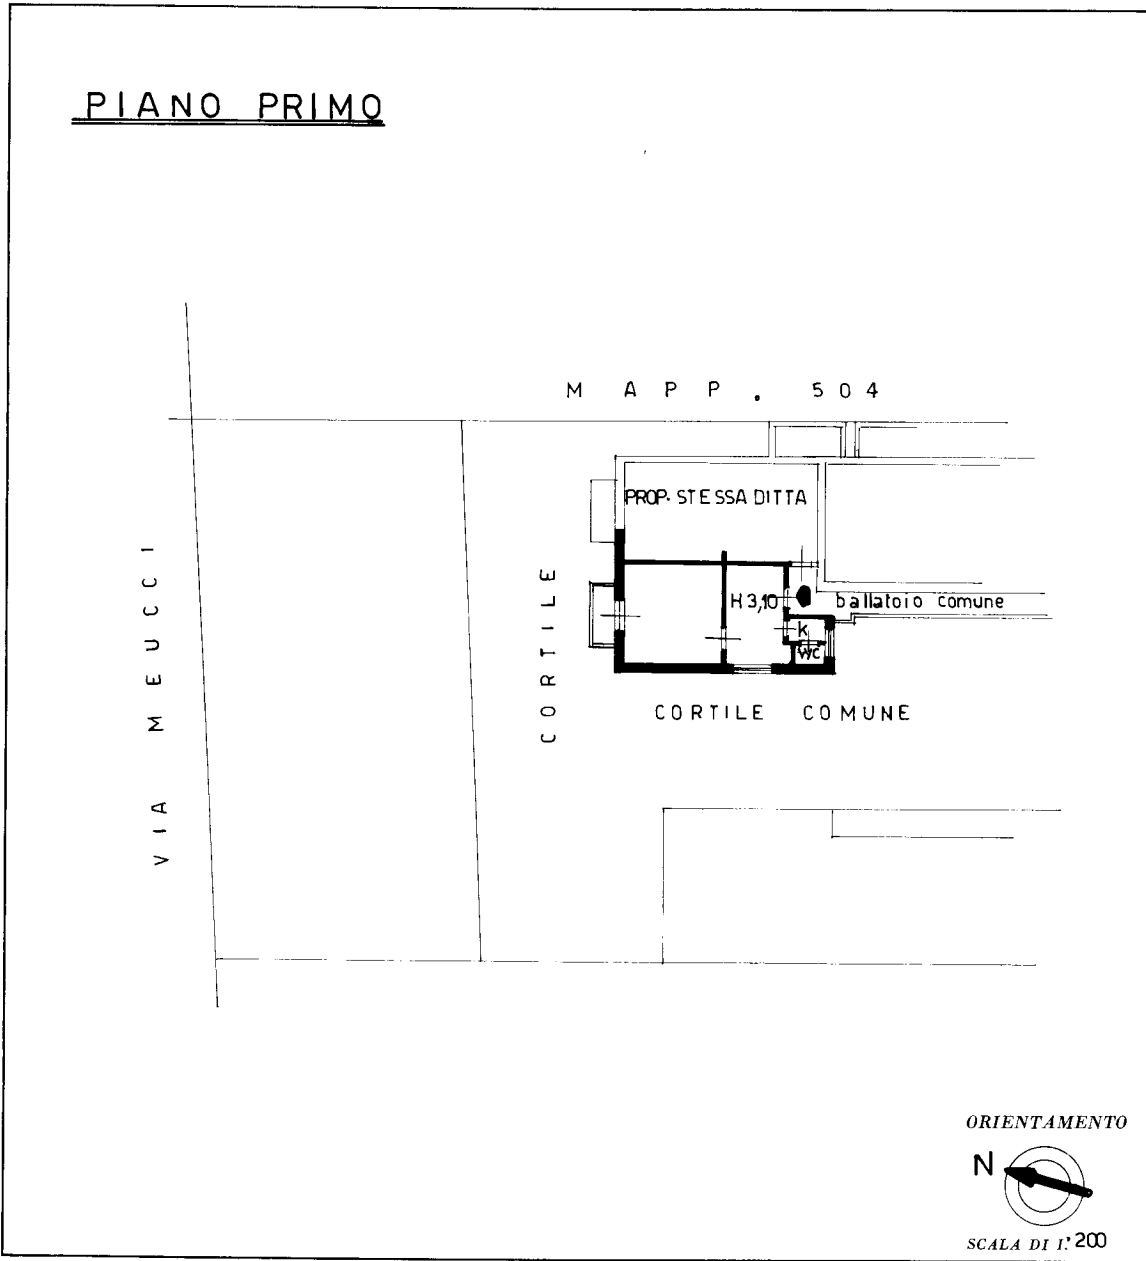 PIANO PRIMO
MAPP. 504
PROP. STESSA DITTA
VIA MEUCCI
CORTILE
H 3,10
ballatoio comune
K
WC
CORTILE COMUNE
ORIENTAMENTO
N
SCALA DI 1: 200